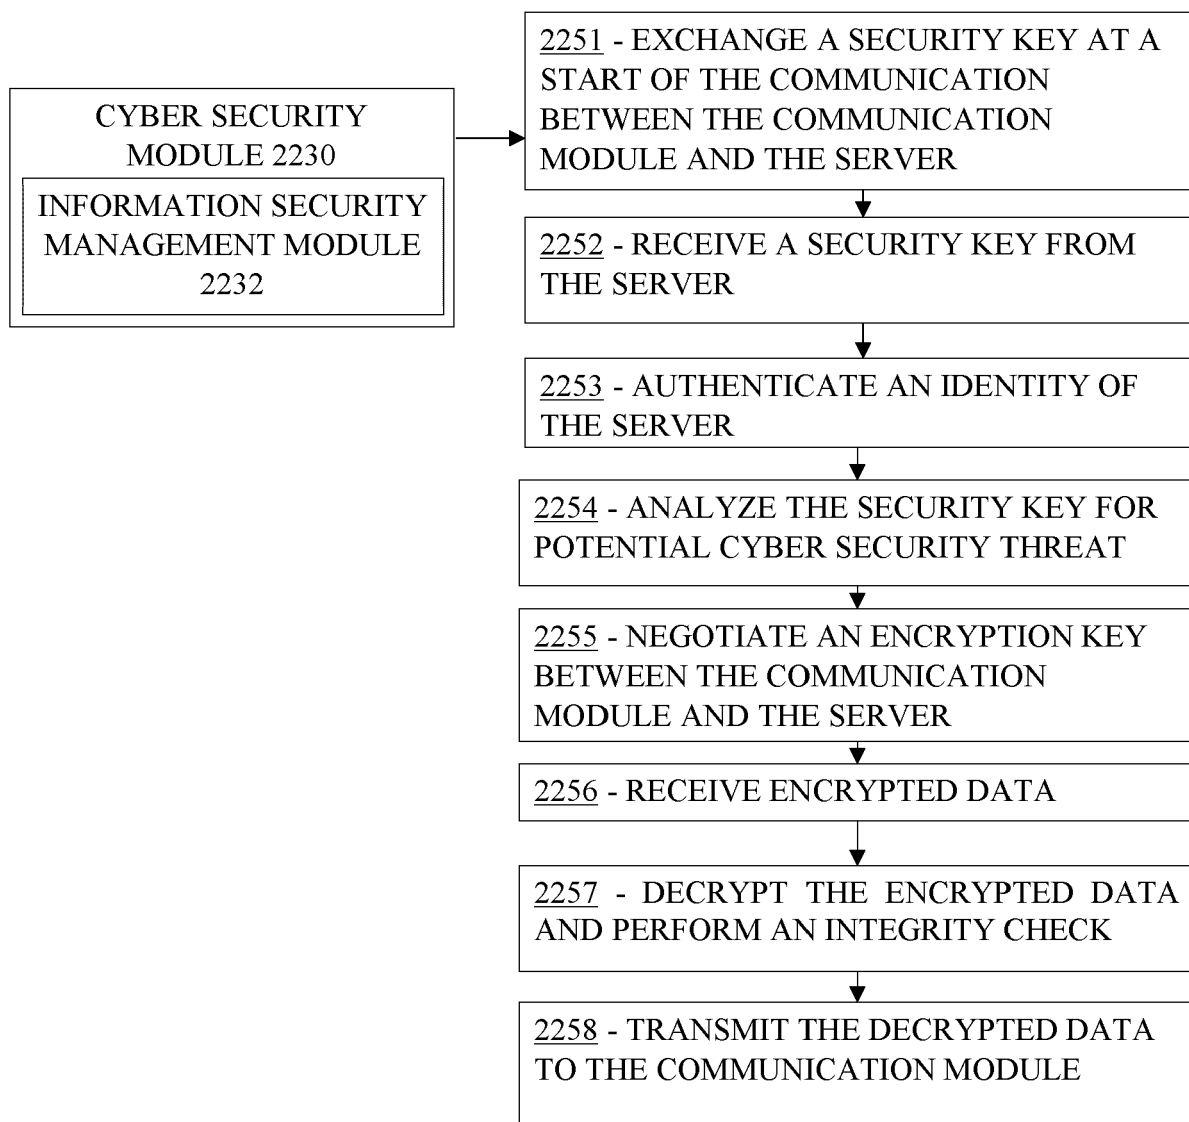 CYBER SECURITY
MODULE 2230
INFORMATION SECURITY
MANAGEMENT MODULE
2232
2251 - EXCHANGE A SECURITY KEY AT A
START OF THE COMMUNICATION
BETWEEN THE COMMUNICATION
MODULE AND THE SERVER
2252 - RECEIVE A SECURITY KEY FROM
THE SERVER
2253 - AUTHENTICATE AN IDENTITY OF
THE SERVER
2254 - ANALYZE THE SECURITY KEY FOR
POTENTIAL CYBER SECURITY THREAT
2255 - NEGOTIATE AN ENCRYPTION KEY
BETWEEN THE COMMUNICATION
MODULE AND THE SERVER
2256 - RECEIVE ENCRYPTED DATA
2257 - DECRYPT THE ENCRYPTED DATA
AND PERFORM AN INTEGRITY CHECK
2258 - TRANSMIT THE DECRYPTED DATA
TO THE COMMUNICATION MODULE